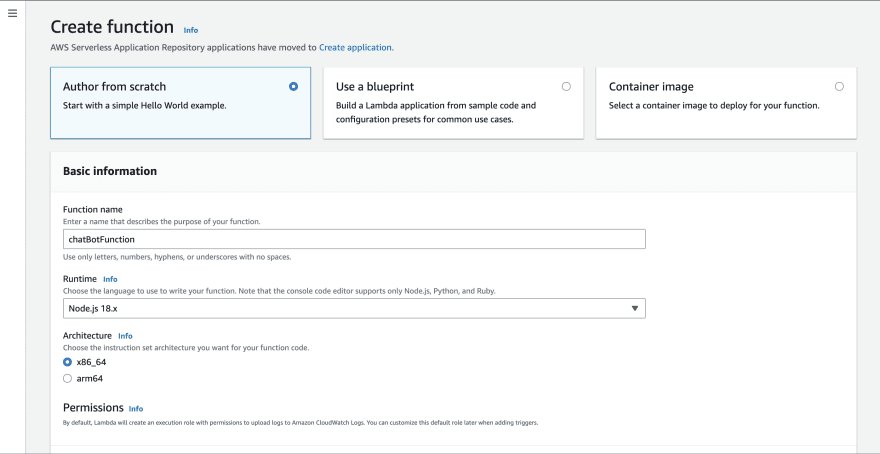 Create function Info
AWS Serverless Application Repository applications have moved to Create application.
Author from scratch
Start with a simple Hello World example.
Use a blueprint
Build a Lambda application from sample code and
configuration presets for common use cases.
Container image
Select a container image to deploy for your function.
Basic information
Function name
Enter a name that describes the purpose of your function.
chatBotFunction
Use only letters, numbers, hyphens, or underscores with no spaces.
Runtime Info
Choose the language to use to write your function. Note that the console code editor supports only Node.js, Python, and Ruby.
Node.js 18.x
Architecture Info
Choose the instruction set architecture you want for your function code.
x86_64
arm64
Permissions Info
By default, Lambda will create an execution role with permissions to upload logs to Amazon CloudWatch Logs. You can customize this default role later when adding triggers.